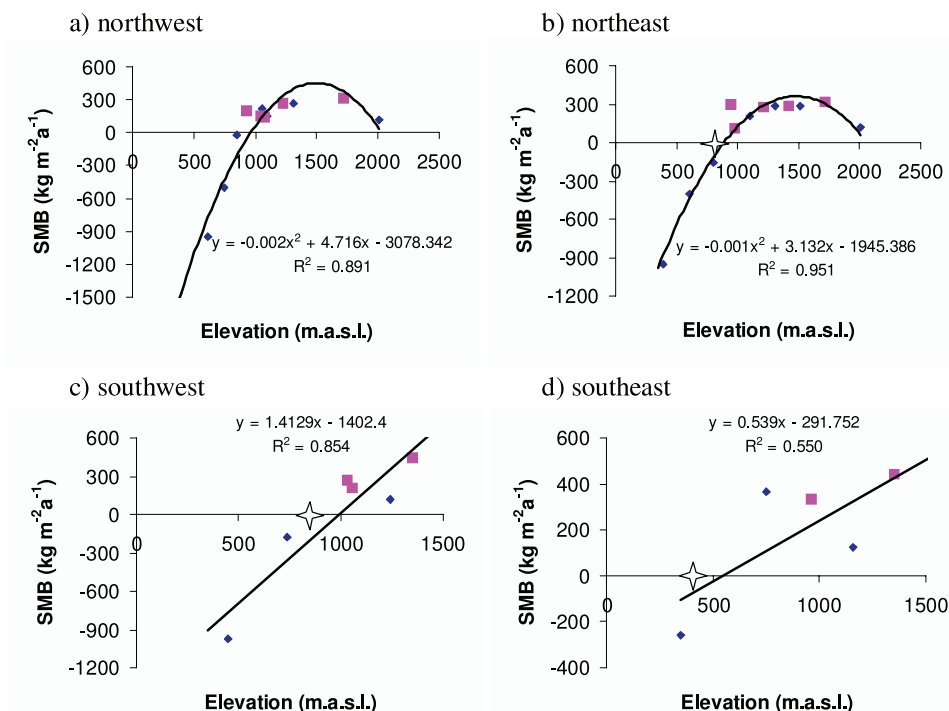 a) northwest
600
300
0
-300
-600
-900
-1200
-1500
0 500 1000 1500 2000 2500
SMB (kg m⁻²a⁻¹)
y = -0.002x² + 4.716x - 3078.342
R² = 0.891
Elevation (m.a.s.l.)
b) northeast
600
300
0
-300
-600
-900
-1200
0 500 1000 1500 2000 2500
SMB (kg m⁻²a⁻¹)
y = -0.001x² + 3.132x - 1945.386
R² = 0.951
Elevation (m.a.s.l.)
c) southwest
y = 1.4129x - 1402.4
R² = 0.854
600
300
0
-300
-600
-900
-1200
0 500 1000 1500
SMB (kg m⁻²a⁻¹)
Elevation (m.a.s.l.)
d) southeast
y = 0.539x - 291.752
R² = 0.550
600
400
200
0
-200
-400
0 500 1000 1500
SMB (kg m⁻²a⁻¹)
Elevation (m.a.s.l.)